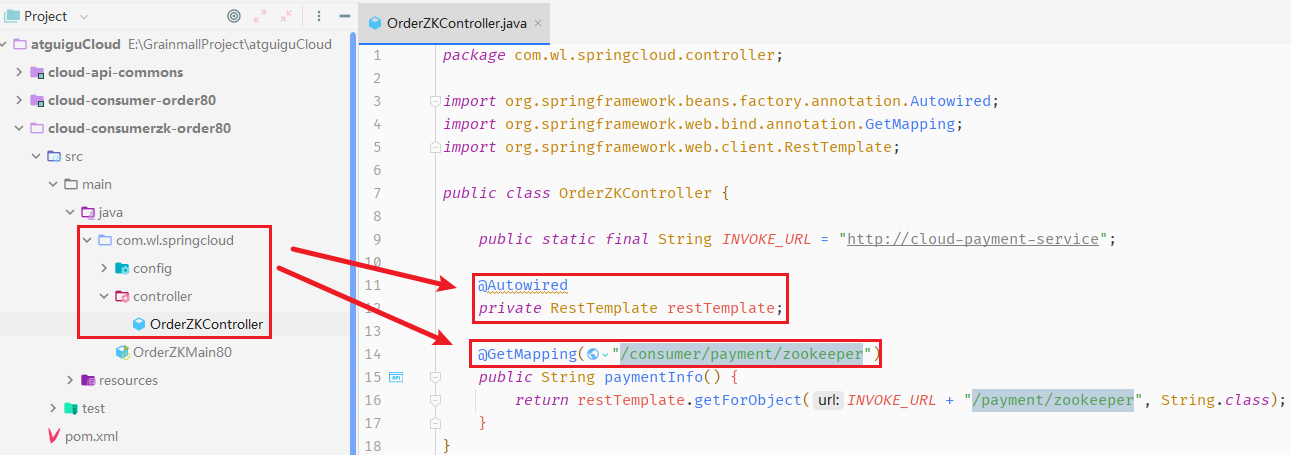 Project
atguiguCloud E:\GrainmallProject\atguiguCloud
cloud-api-commons
cloud-consumer-order80
cloud-consumerzk-order80
src
main
java
com.wl.springcloud
config
controller
OrderZKController
OrderZKMain80
resources
test
pom.xml
OrderZKController.java
1 package com.wl.springcloud.controller;
2
3 import org.springframework.beans.factory.annotation.Autowired;
4 import org.springframework.web.bind.annotation.GetMapping;
5 import org.springframework.web.client.RestTemplate;
6
7 public class OrderZKController {
8
9 public static final String INVOKE_URL = "http://cloud-payment-service";
10
11 @Autowired
12 private RestTemplate restTemplate;
13
14 @GetMapping("/consumer/payment/zookeeper")
15 API public String paymentInfo() {
16 return restTemplate.getForObject( url: INVOKE_URL + "/payment/zookeeper", String.class);
17 }
18 }